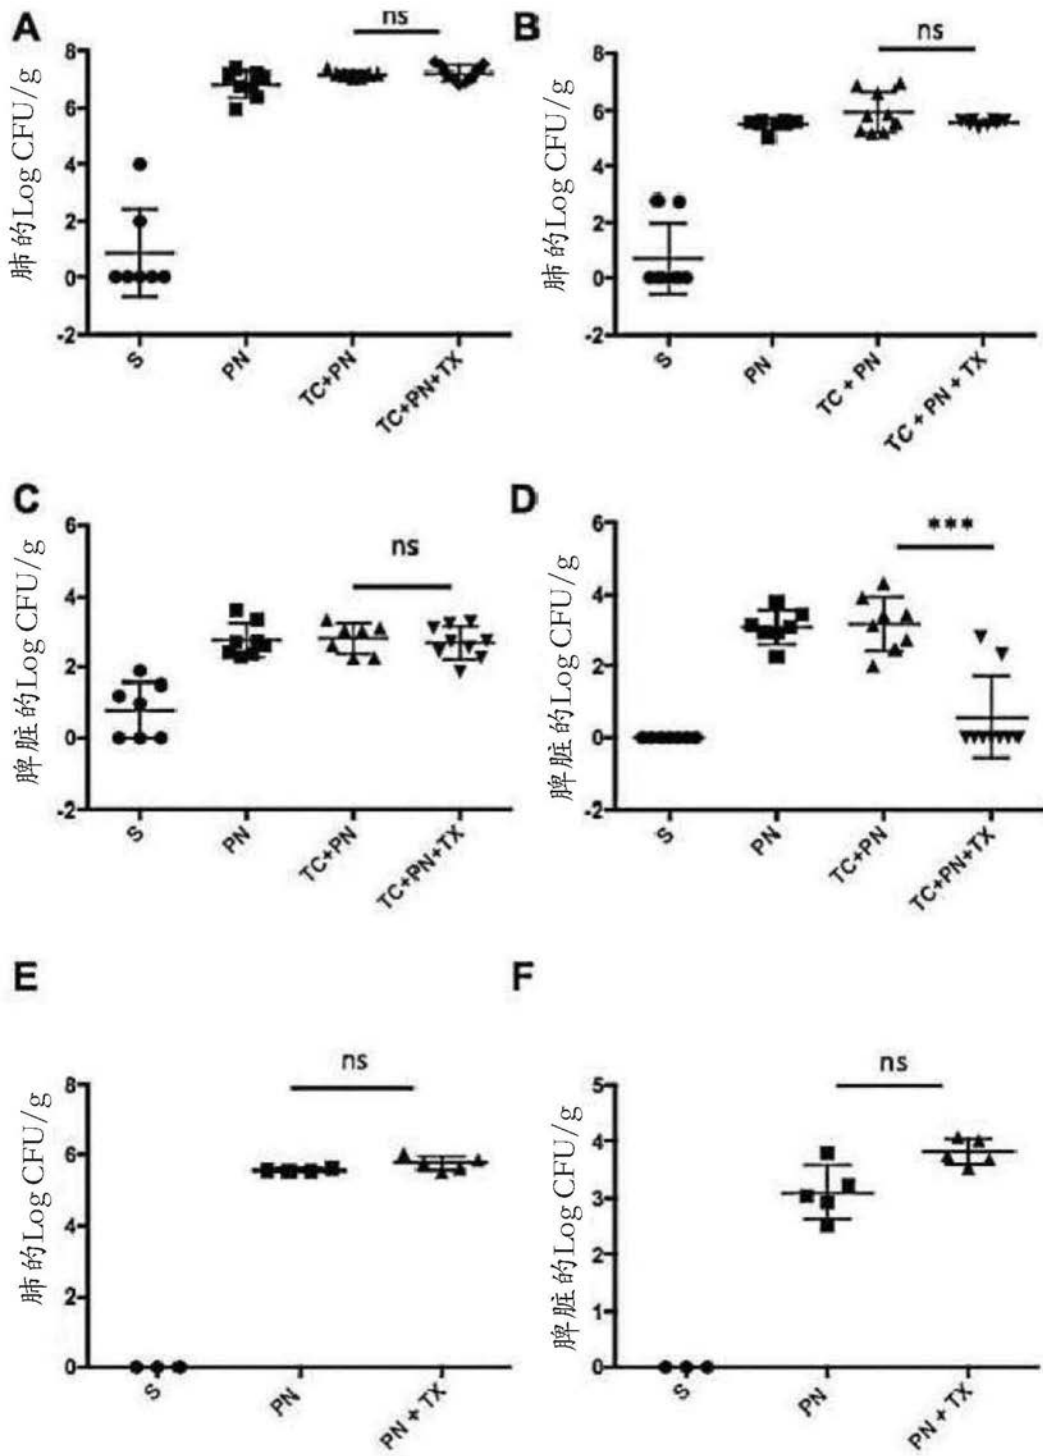 A
ns
肺的Log CFU/g
8
6
4
2
0
-2
S
PN
TC+PN
TC+PN+TX
B
ns
肺的Log CFU/g
8
6
4
2
0
-2
S
PN
TC + PN
TC + PN + TX
C
ns
脾脏的Log CFU/g
6
4
2
0
-2
S
PN
TC+PN
TC+PN+TX
D
***
脾脏的Log CFU/g
6
4
2
0
-2
S
PN
TC+PN
TC+PN+TX
E
ns
肺的Log CFU/g
8
6
4
2
0
S
PN
PN + TX
F
ns
脾脏的Log CFU/g
5
4
3
2
1
0
S
PN
PN + TX